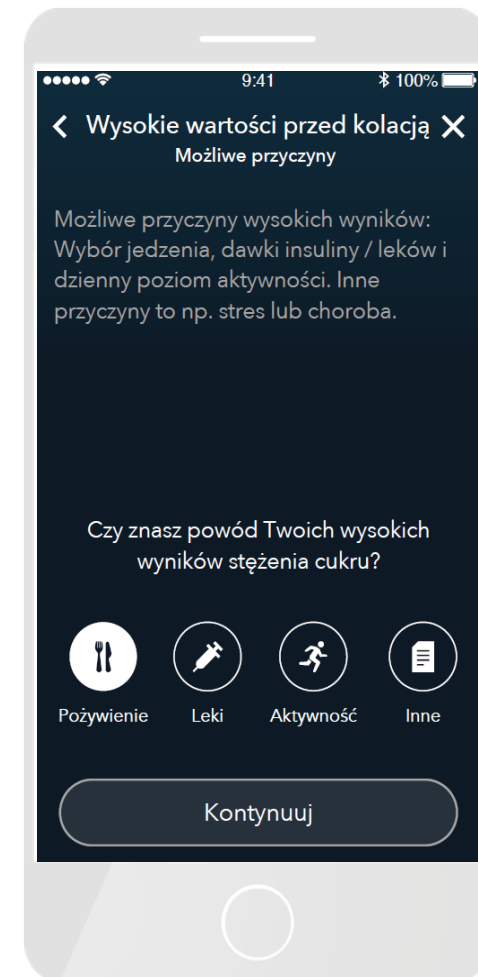 9:41
100%
Wysokie wartości przed kolacją
Możliwe przyczyny
Możliwe przyczyny wysokich wyników:
Wybór jedzenia, dawki insuliny / leków i
dzienny poziom aktywności. Inne
przyczyny to np. stres lub choroba.
Czy znasz powód Twoich wysokich
wyników stężenia cukru?
Pożywienie Leki Aktywność Inne
Kontynuuj